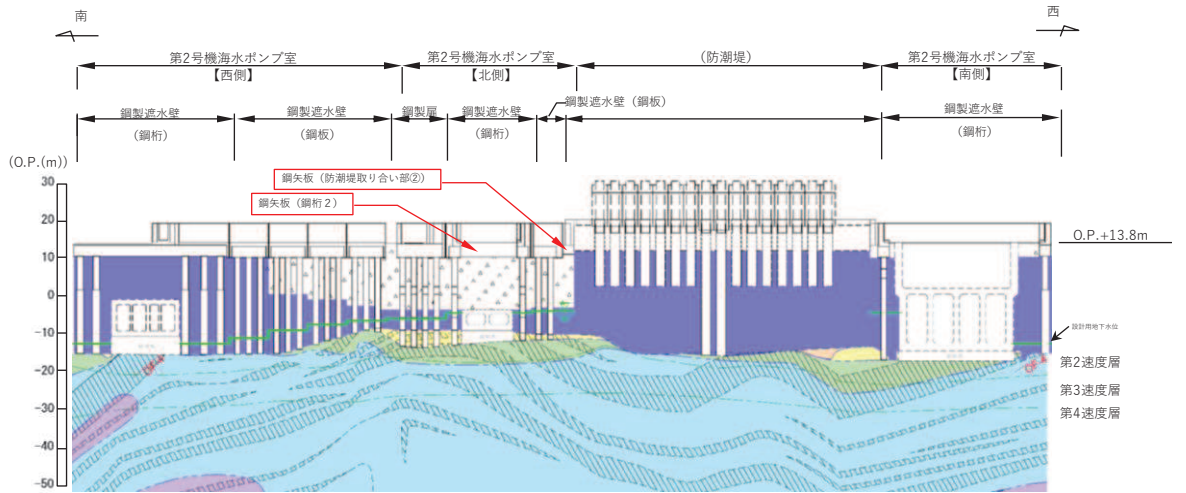 南
西
第2号機海水ポンプ室
【西側】
第2号機海水ポンプ室
【北側】
(防潮堤)
第2号機海水ポンプ室
【南側】
鋼製遮水壁
(鋼桁)
鋼製遮水壁
(鋼板)
鋼製扉
鋼製遮水壁
(鋼桁)
鋼製遮水壁(鋼板)
鋼製遮水壁
(鋼桁)
(O.P.(m))
30
20
10
0
-10
-20
-30
-40
-50
鋼矢板(防潮堤取り合い部②)
鋼矢板(鋼桁2)
O.P.+13.8m
設計用地下水位
第2速度層
第3速度層
第4速度層